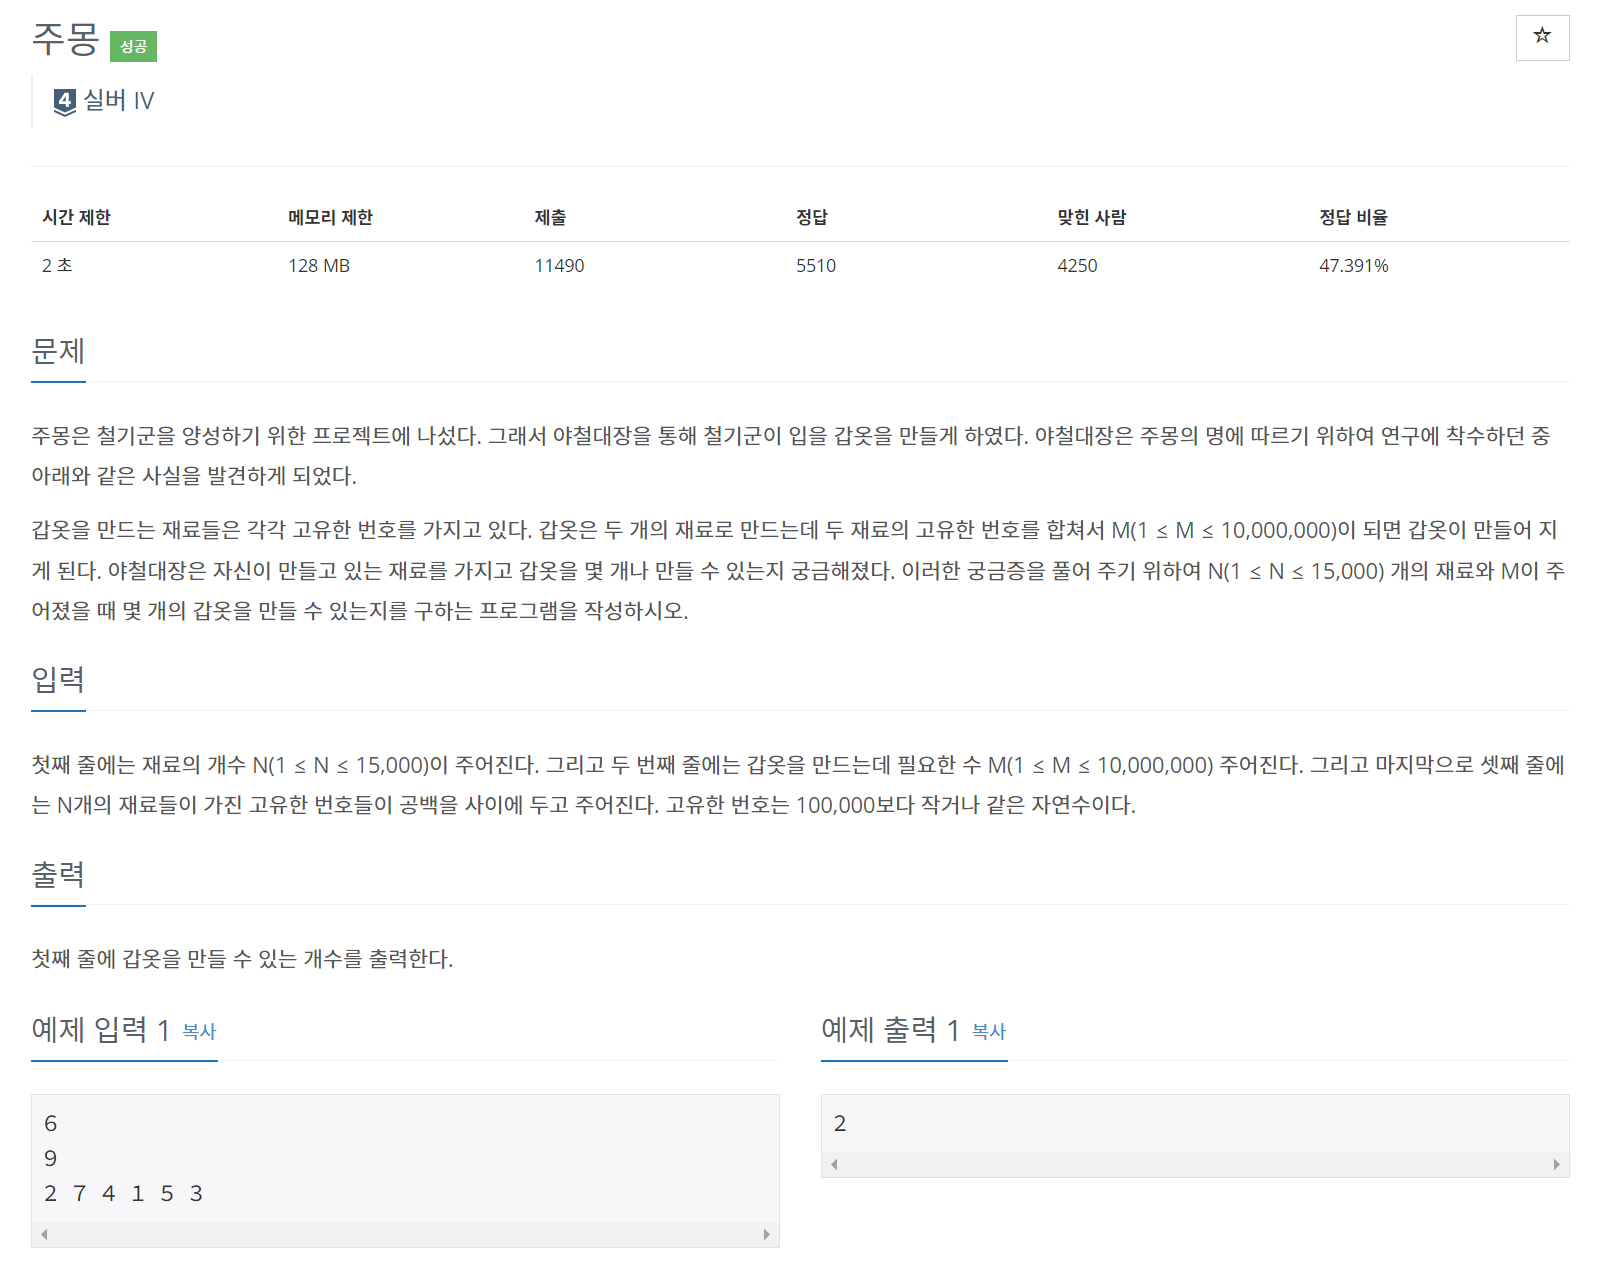 주몽 성공
☆
4 실버 IV
시간 제한 메모리 제한 제출 정답 맞힌 사람 정답 비율
2 초 128 MB 11490 5510 4250 47.391%
문제
주몽은 철기군을 양성하기 위한 프로젝트에 나섰다. 그래서 야철대장을 통해 철기군이 입을 갑옷을 만들게 하였다. 야철대장은 주몽의 명에 따르기 위하여 연구에 착수하던 중
아래와 같은 사실을 발견하게 되었다.
갑옷을 만드는 재료들은 각각 고유한 번호를 가지고 있다. 갑옷은 두 개의 재료로 만드는데 두 재료의 고유한 번호를 합쳐서 M(1 ≤ M ≤ 10,000,000)이 되면 갑옷이 만들어 지
게 된다. 야철대장은 자신이 만들고 있는 재료를 가지고 갑옷을 몇 개나 만들 수 있는지 궁금해졌다. 이러한 궁금증을 풀어 주기 위하여 N(1 ≤ N ≤ 15,000) 개의 재료와 M이 주
어졌을 때 몇 개의 갑옷을 만들 수 있는지를 구하는 프로그램을 작성하시오.
입력
첫째 줄에는 재료의 개수 N(1 ≤ N ≤ 15,000)이 주어진다. 그리고 두 번째 줄에는 갑옷을 만드는데 필요한 수 M(1 ≤ M ≤ 10,000,000) 주어진다. 그리고 마지막으로 셋째 줄에
는 N개의 재료들이 가진 고유한 번호들이 공백을 사이에 두고 주어진다. 고유한 번호는 100,000보다 작거나 같은 자연수이다.
출력
첫째 줄에 갑옷을 만들 수 있는 개수를 출력한다.
예제 입력 1 복사
6
9
2 7 4 1 5 3
예제 출력 1 복사
2